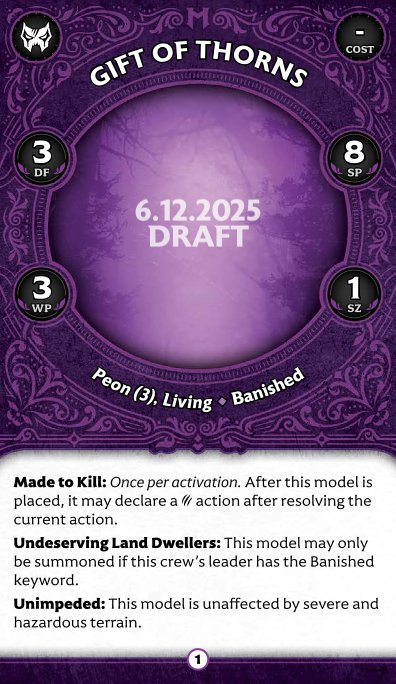 -
COST
GIFT OF THORNS
3
DF
8
SP
6.12.2025
DRAFT
3
WP
1
SZ
Peon (3), Living ◆ Banished
Made to Kill: Once per activation. After this model is
placed, it may declare a action after resolving the
current action.
Undeserving Land Dwellers: This model may only
be summoned if this crew's leader has the Banished
keyword.
Unimpeded: This model is unaffected by severe and
hazardous terrain.
1